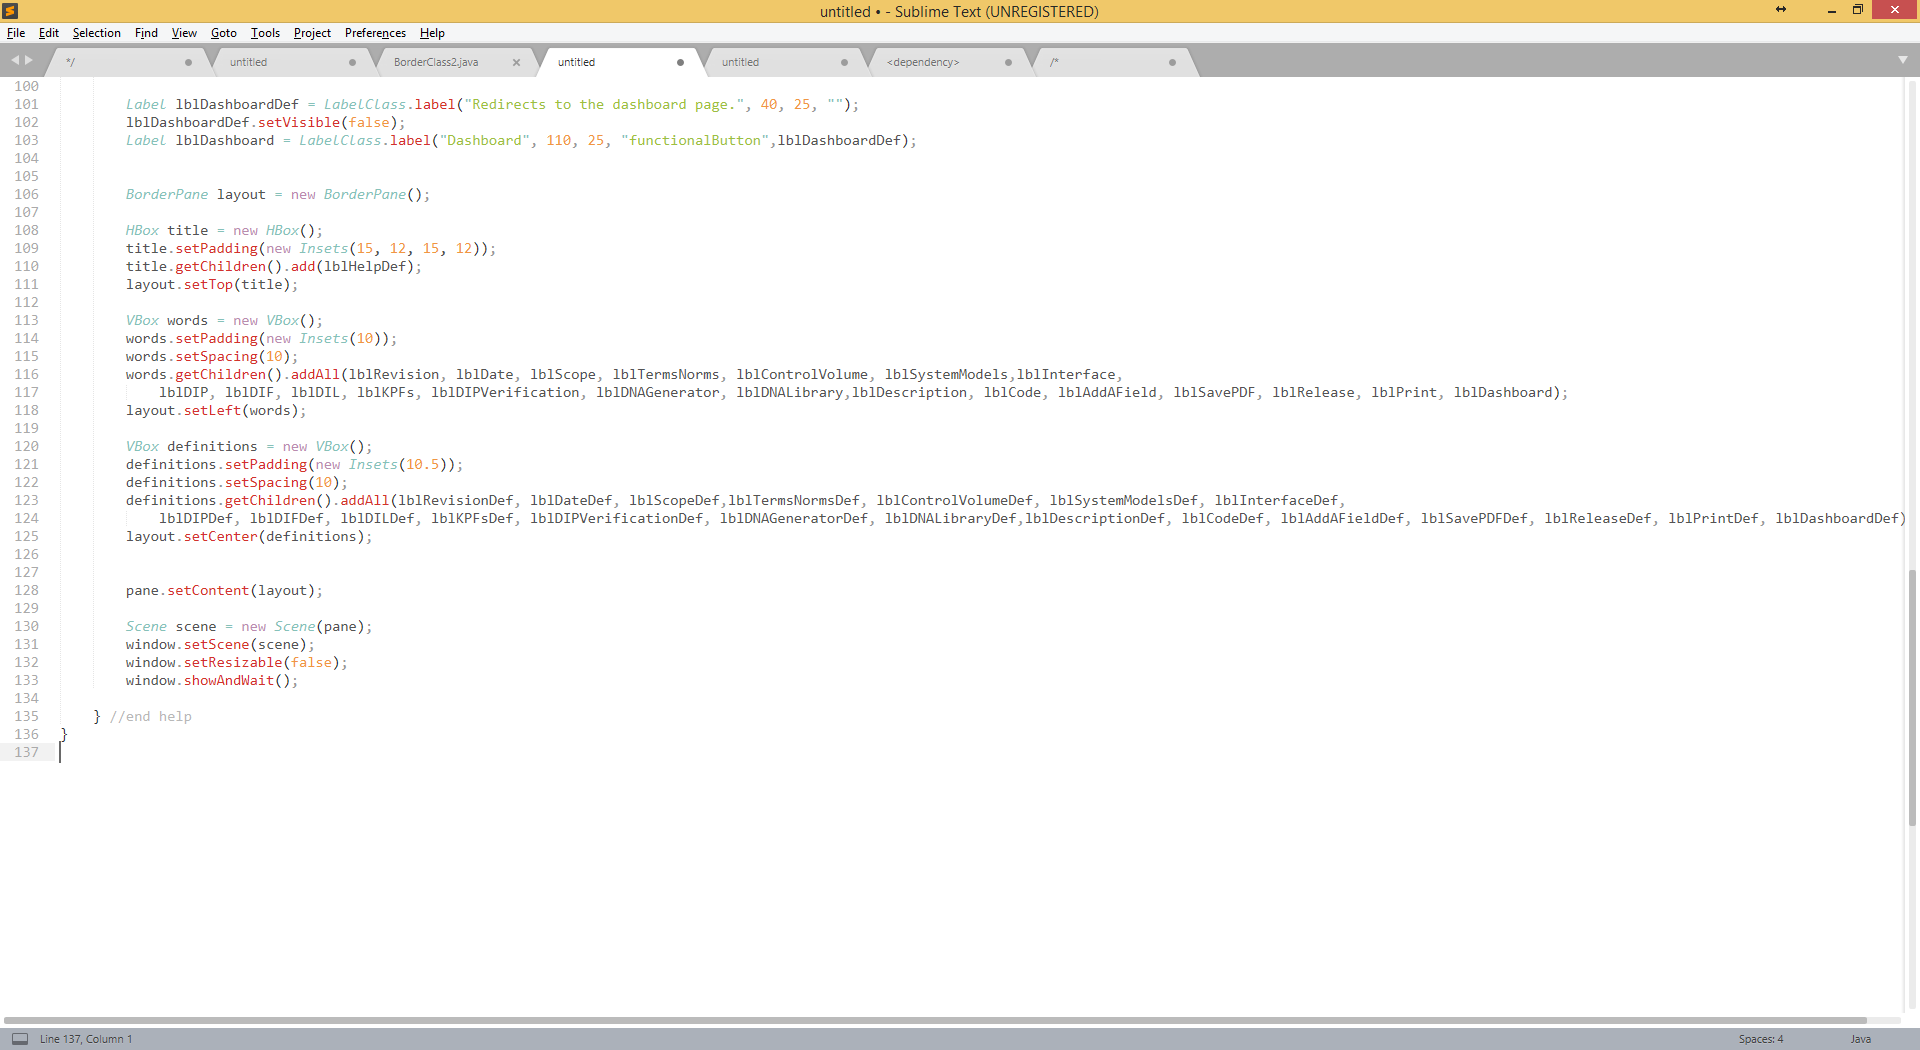 untitled • - Sublime Text (UNREGISTERED)
File Edit Selection Find View Goto Tools Project Preferences Help
*/ untitled BorderClass2.java untitled untitled <dependency> /*
100
101 Label lblDashboardDef = LabelClass.label("Redirects to the dashboard page.", 40, 25, "");
102 lblDashboardDef.setVisible(false);
103 Label lblDashboard = LabelClass.label("Dashboard", 110, 25, "functionalButton",lblDashboardDef);
104
105
106 BorderPane layout = new BorderPane();
107
108 HBox title = new HBox();
109 title.setPadding(new Insets(15, 12, 15, 12));
110 title.getChildren().add(lblHelpDef);
111 layout.setTop(title);
112
113 VBox words = new VBox();
114 words.setPadding(new Insets(10));
115 words.setSpacing(10);
116 words.getChildren().addAll(lblRevision, lblDate, lblScope, lblTermsNorms, lblControlVolume, lblSystemModels,lblInterface,
117 lblDIP, lblDIF, lblDIL, lblKPFs, lblDIPVerification, lblDNAGenerator, lblDNALibrary,lblDescription, lblCode, lblAddAField, lblSavePDF, lblRelease, lblPrint, lblDashboard);
118 layout.setLeft(words);
119
120 VBox definitions = new VBox();
121 definitions.setPadding(new Insets(10.5));
122 definitions.setSpacing(10);
123 definitions.getChildren().addAll(lblRevisionDef, lblDateDef, lblScopeDef,lblTermsNormsDef, lblControlVolumeDef, lblSystemModelsDef, lblInterfaceDef,
124 lblDIPDef, lblDIFDef, lblDILDef, lblKPFsDef, lblDIPVerificationDef, lblDNAGeneratorDef, lblDNALibraryDef,lblDescriptionDef, lblCodeDef, lblAddAFieldDef, lblSavePDFDef, lblReleaseDef, lblPrintDef, lblDashboardDef)
125 layout.setCenter(definitions);
126
127
128 pane.setContent(layout);
129
130 Scene scene = new Scene(pane);
131 window.setScene(scene);
132 window.setResizable(false);
133 window.showAndWait();
134
135 } //end help
136 }
137
Line 137, Column 1 Spaces: 4 Java